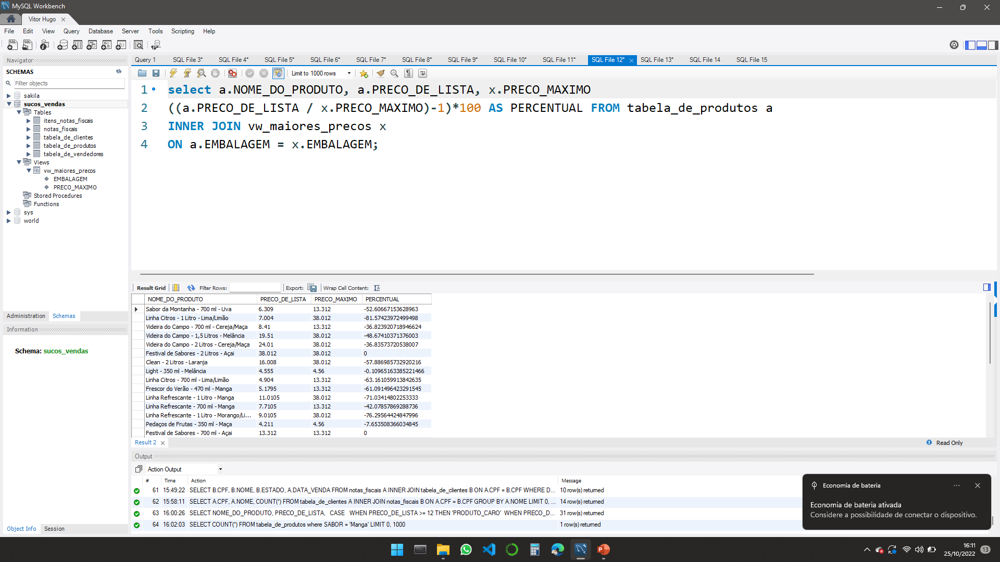 MySQL Workbench
Vitor Hugo
File Edit View Query Database Server Tools Scripting Help
Navigator
SCHEMAS
Filter objects
sakila
sucos_vendas
Tables
itens_notas_fiscais
notas_fiscais
tabela_de_clientes
tabela_de_produtos
tabela_de_vendedores
Views
vw_maiores_precos
EMBALAGEM
PRECO_MAXIMO
Stored Procedures
Functions
sys
world
Administration Schemas
Information
Schema: sucos_vendas
Object Info Session
Query 1 SQL File 3* SQL File 4* SQL File 5* SQL File 6* SQL File 7* SQL File 8* SQL File 9* SQL File 10* SQL File 11* SQL File 12* SQL File 13* SQL File 14 SQL File 15
Limit to 1000 rows
1 select a.NOME_DO_PRODUTO, a.PRECO_DE_LISTA, x.PRECO_MAXIMO
2 ((a.PRECO_DE_LISTA / x.PRECO_MAXIMO)-1)*100 AS PERCENTUAL FROM tabela_de_produtos a
3 INNER JOIN vw_maiores_precos x
4 ON a.EMBALAGEM = x.EMBALAGEM;
Result Grid Filter Rows: Export: Wrap Cell Content:
NOME_DO_PRODUTO PRECO_DE_LISTA PRECO_MAXIMO PERCENTUAL
Sabor da Montanha - 700 ml - Uva 6.309 13.312 -52.60667153628963
Linha Citros - 1 Litro - Lima/Limão 7.004 38.012 -81.57423972499498
Videira do Campo - 700 ml - Cereja/Maça 8.41 13.312 -36.823920718946624
Videira do Campo - 1,5 Litros - Melância 19.51 38.012 -48.67410371376003
Videira do Campo - 2 Litros - Cereja/Maça 24.01 38.012 -36.83573720538007
Festival de Sabores - 2 Litros - Açai 38.012 38.012 0
Clean - 2 Litros - Laranja 16.008 38.012 -57.886985732920216
Light - 350 ml - Melância 4.555 4.56 -0.10965163385221466
Linha Citros - 700 ml - Lima/Limão 4.904 13.312 -63.161059913842635
Frescor do Verão - 470 ml - Manga 5.1795 13.312 -61.091496423291545
Linha Refrescante - 1 Litro - Manga 11.0105 38.012 -71.03414802253333
Linha Refrescante - 700 ml - Manga 7.7105 13.312 -42.07857869288736
Linha Refrescante - 1 Litro - Morango/Li... 9.0105 38.012 -76.29564424847996
Pedaços de Frutas - 350 ml - Maça 4.211 4.56 -7.653508366034845
Festival de Sabores - 700 ml - Açai 13.312 13.312 0
Result 2
Read Only
Output
Action Output
# Time Action Message
61 15:49:22 SELECT B.CPF, B.NOME, B.ESTADO, A.DATA_VENDA FROM notas_fiscais A INNER JOIN tabela_de_clientes B ON A.CPF = B.CPF WHERE D... 10 row(s) returned
62 15:58:11 SELECT A.CPF, A.NOME, COUNT(*) FROM tabela_de_clientes A INNER JOIN notas_fiscais B ON A.CPF = B.CPF GROUP BY A.NOME LIMIT 0, ... 14 row(s) returned
63 16:00:26 SELECT NOME_DO_PRODUTO, PRECO_DE_LISTA, CASE WHEN PRECO_DE_LISTA >= 12 THEN 'PRODUTO_CARO' WHEN PRECO_D... 31 row(s) returned
64 16:02:03 SELECT COUNT(*) FROM tabela_de_produtos where SABOR = 'Manga' LIMIT 0, 1000 1 row(s) returned
Economia de bateria
Economia de bateria ativada
Considere a possibilidade de conectar o dispositivo.
16:11
25/10/2022
13